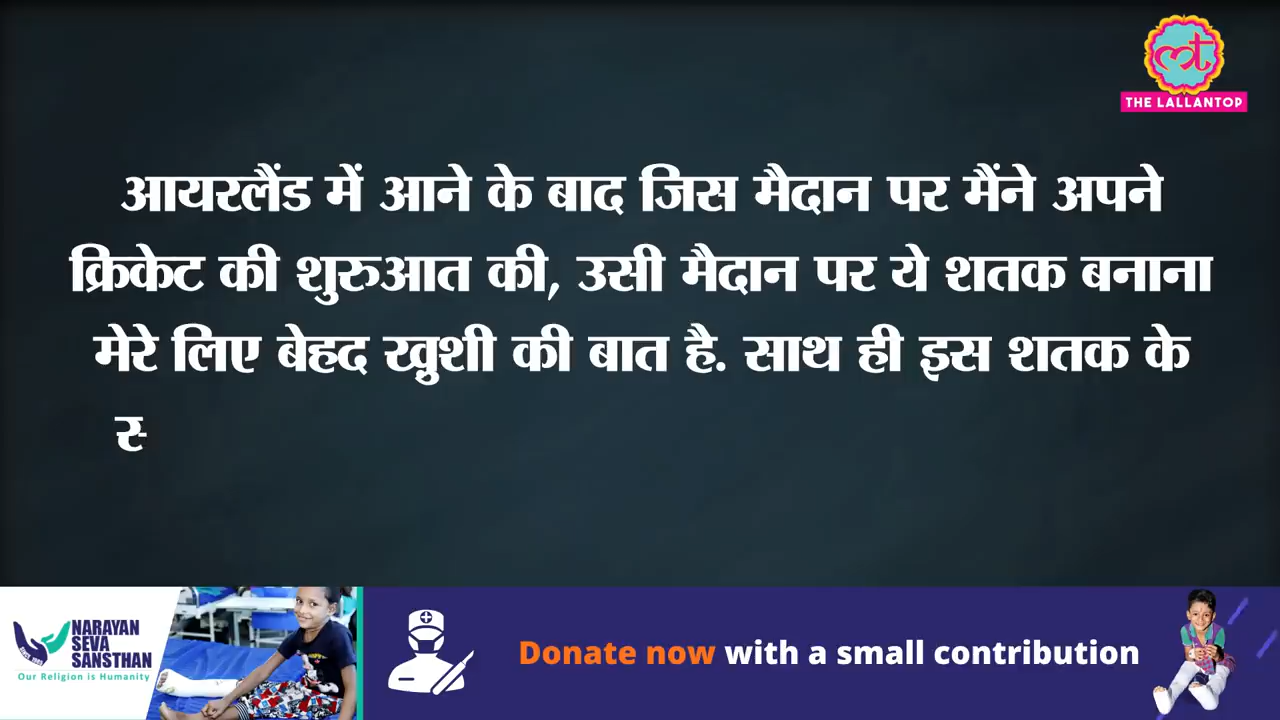 THE LALLANTOP
आयरलैंड में आने के बाद जिस मैदान पर मैंने अपने
क्रिकेट की शुरुआत की, उसी मैदान पर ये शतक बनाना
मेरे लिए बेहद ख़ुशी की बात है. साथ ही इस शतक के
स्
NARAYAN
SEVA
SANSTHAN
Our Religion is Humanity
Donate now with a small contribution